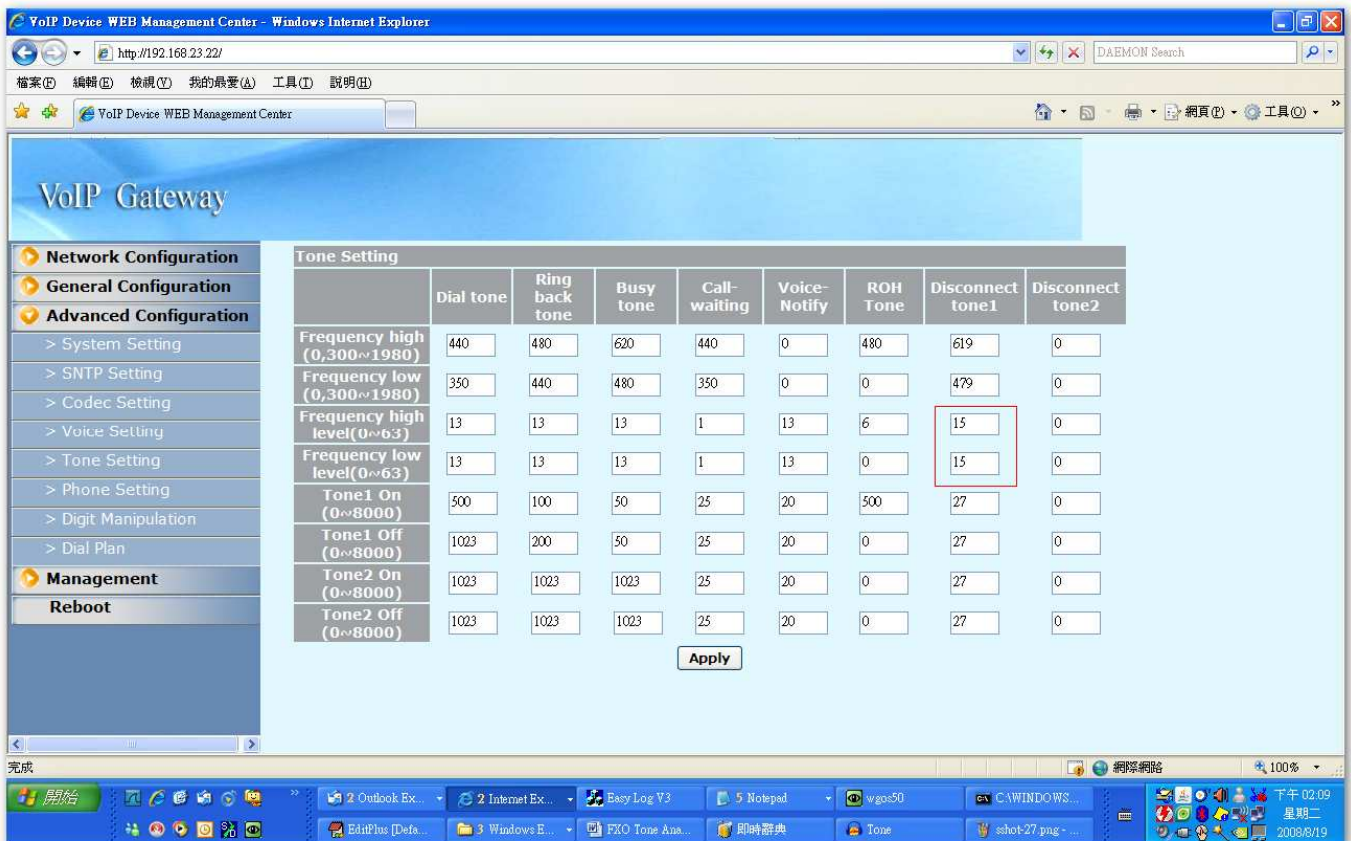 VoIP Device WEB Management Center - Windows Internet Explorer
http://192.168.23.22/
DAEMON Search
檔案(F) 編輯(E) 檢視(V) 我的最愛(A) 工具(T) 說明(H)
VoIP Device WEB Management Center
網頁(P) 工具(O) »
VoIP Gateway
Network Configuration
General Configuration
Advanced Configuration
> System Setting
> SNTP Setting
> Codec Setting
> Voice Setting
> Tone Setting
> Phone Setting
> Digit Manipulation
> Dial Plan
Management
Reboot
Tone Setting
Dial tone Ring back tone Busy tone Call-waiting Voice-Notify ROH Tone Disconnect tone1 Disconnect tone2
Frequency high (0,300~1980) 440 480 620 440 0 480 619 0
Frequency low (0,300~1980) 350 440 480 350 0 0 479 0
Frequency high level(0~63) 13 13 13 1 13 6 15 0
Frequency low level(0~63) 13 13 13 1 13 0 15 0
Tone1 On (0~8000) 500 100 50 25 20 500 27 0
Tone1 Off (0~8000) 1023 200 50 25 20 0 27 0
Tone2 On (0~8000) 1023 1023 1023 25 20 0 27 0
Tone2 Off (0~8000) 1023 1023 1023 25 20 0 27 0
Apply
完成
網際網路
100%
開始
» 2 Outlook Ex... 2 Internet Ex... Easy Log V3 5 Notepad wgos50 C:\WINDOWS...
EditPlus [Defa... 3 Windows E... FXO Tone Ana... 即時辭典 Tone sshot-27.png - ...
下午 02:09
星期二
2008/8/19